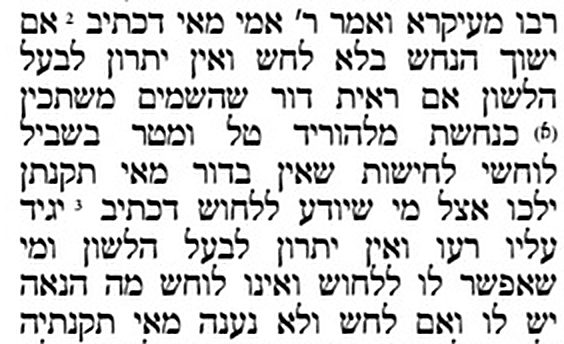 רבו מעיקרא ואמר ר' אמי מאי דכתיב 2 אם
ישוך הנחש בלא לחש ואין יתרון לבעל
הלשון אם ראית דור שהשמים משתכין
(6) כנחשת מלהוריד טל ומטר בשביל
לוחשי לחישות שאין בדור מאי תקנתן
ילכו אצל מי שיודע ללחוש דכתיב 3 יגיד
עליו רעו ואין יתרון לבעל הלשון ומי
שאפשר לו ללחוש ואינו לוחש מה הנאה
יש לו ואם לחש ולא נענה מאי תקנתיה